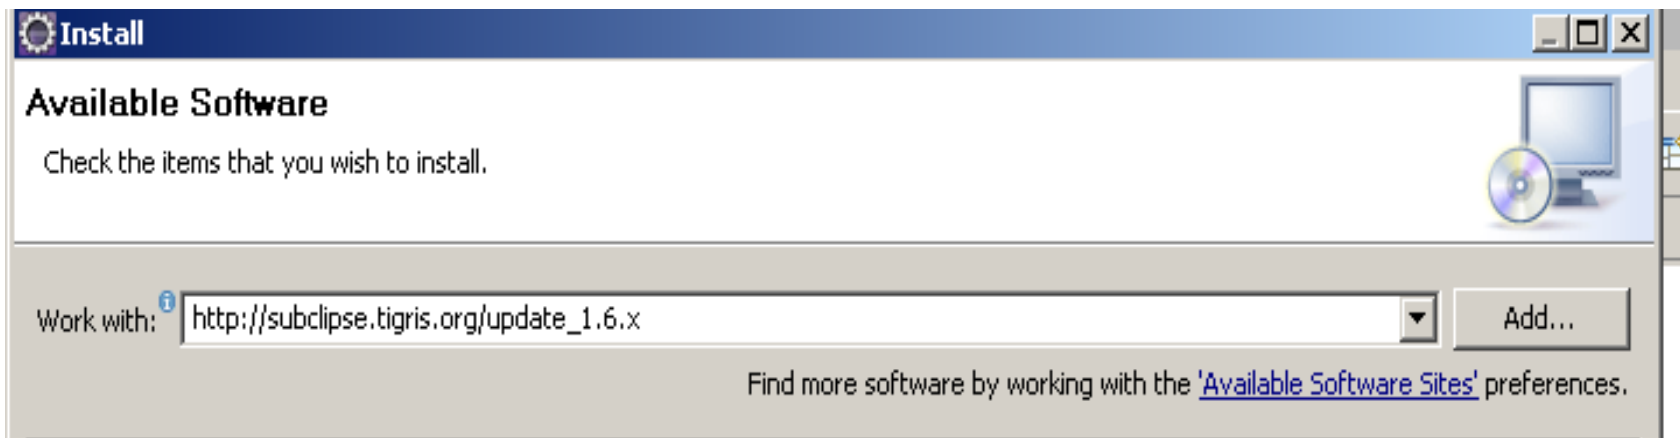 Install
Available Software
Check the items that you wish to install.
Work with: http://subclipse.tigris.org/update_1.6.x Add...
Find more software by working with the 'Available Software Sites' preferences.